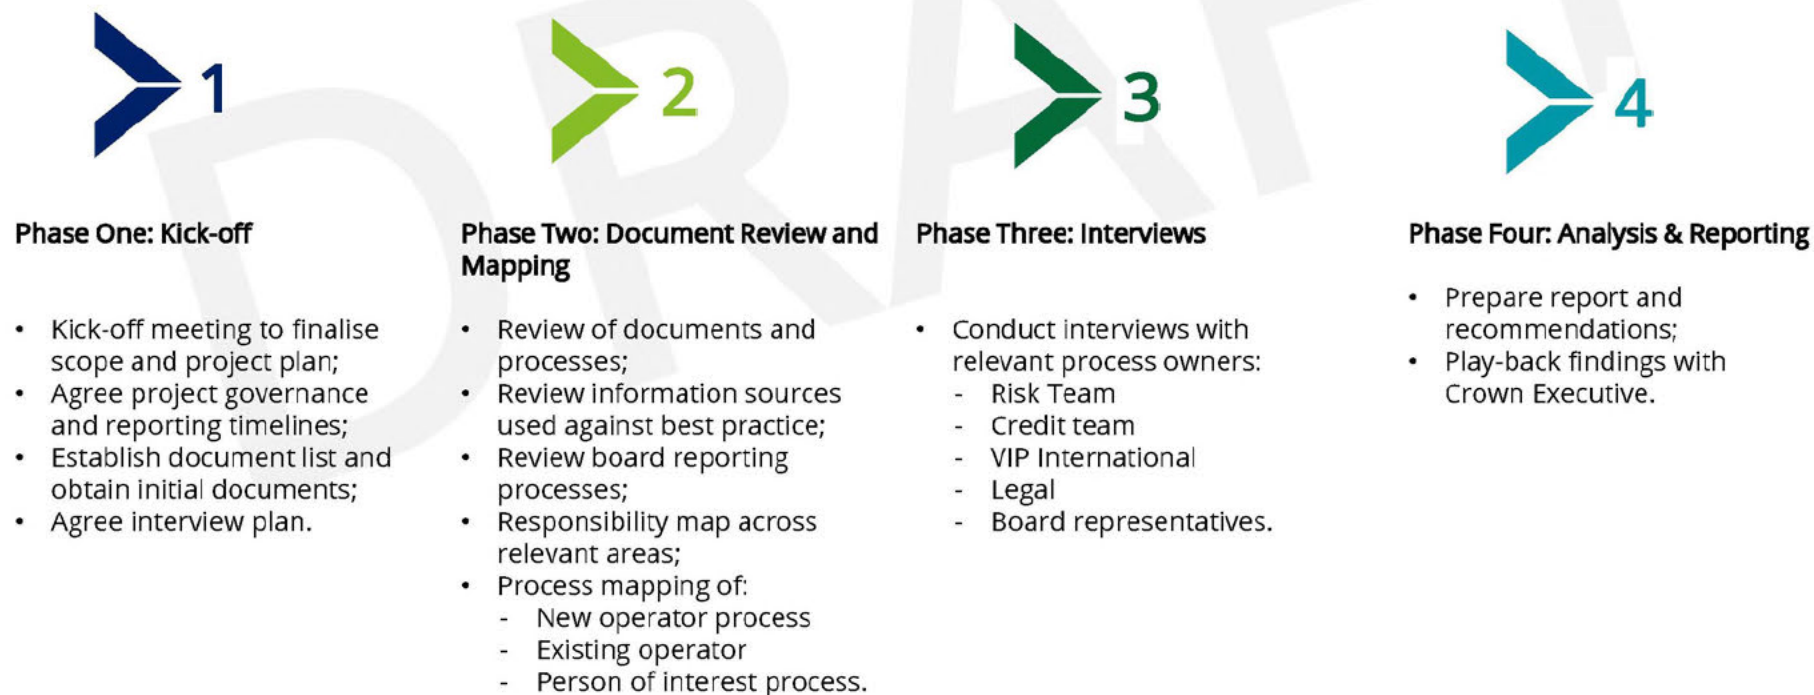 DRAFT
1
2
3
4
Phase One: Kick-off
• Kick-off meeting to finalise
scope and project plan;
• Agree project governance
and reporting timelines;
• Establish document list and
obtain initial documents;
• Agree interview plan.
Phase Two: Document Review and
Mapping
• Review of documents and
processes;
• Review information sources
used against best practice;
• Review board reporting
processes;
• Responsibility map across
relevant areas;
• Process mapping of:
- New operator process
- Existing operator
- Person of interest process.
Phase Three: Interviews
• Conduct interviews with
relevant process owners:
- Risk Team
- Credit team
- VIP International
- Legal
- Board representatives.
Phase Four: Analysis & Reporting
• Prepare report and
recommendations;
• Play-back findings with
Crown Executive.